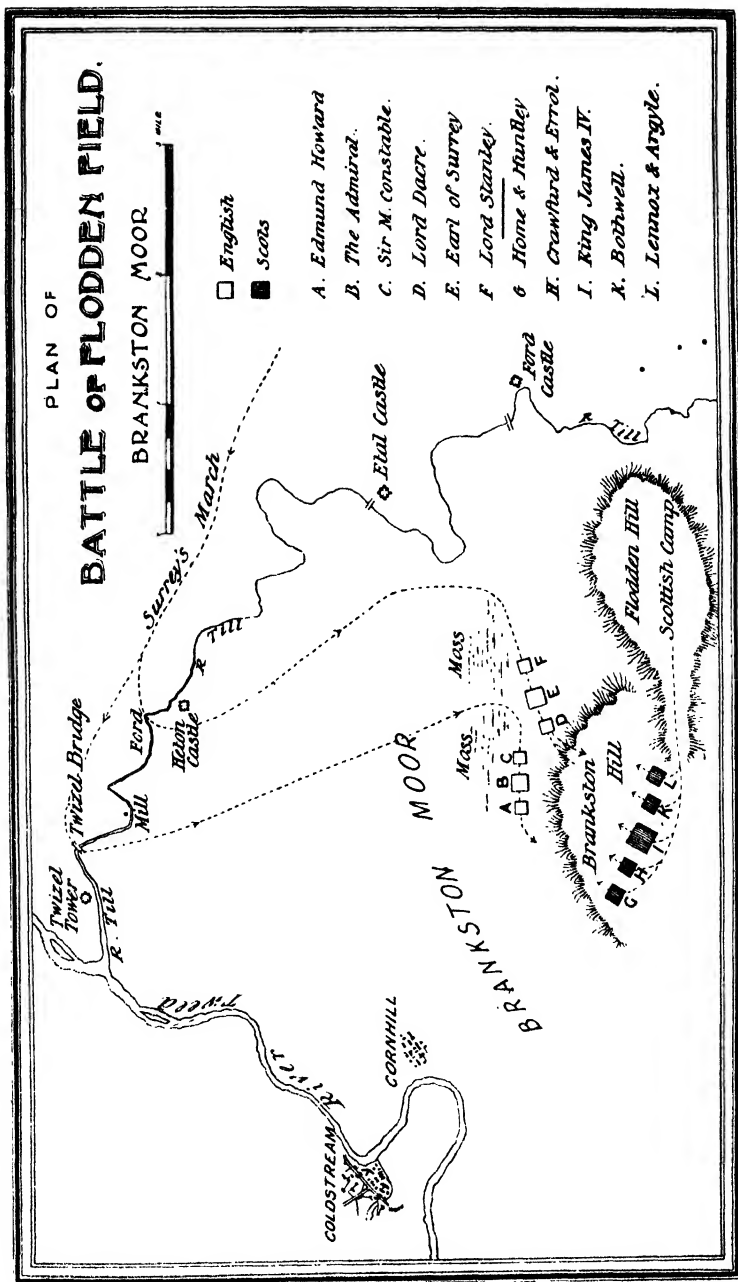 PLAN OF
BATTLE OF FLODDEN FIELD.
BRANKSTON MOOR
1 MILE
English
Scots
A. Edmund Howard
B. The Admiral.
C. Sir M. Constable.
D. Lord Dacre.
E. Earl of Surrey
F Lord Stanley.
G Home & Huntley
H. Crawfurd & Errol.
I. King James IV.
K. Bothwell.
L. Lennox & Argyle.
Surrey's March
Twizel Bridge
Twizel
Tower
R. Till
Mill
Ford
Heton
Castle
R Till
Etal Castle
Ford
Castle
R Till
River Tweed
COLDSTREAM
CORNHILL
BRANKSTON MOOR
Moss
Moss
A B C
D E F
Brankston
Hill
G H I K L
Flodden Hill
Scottish Camp